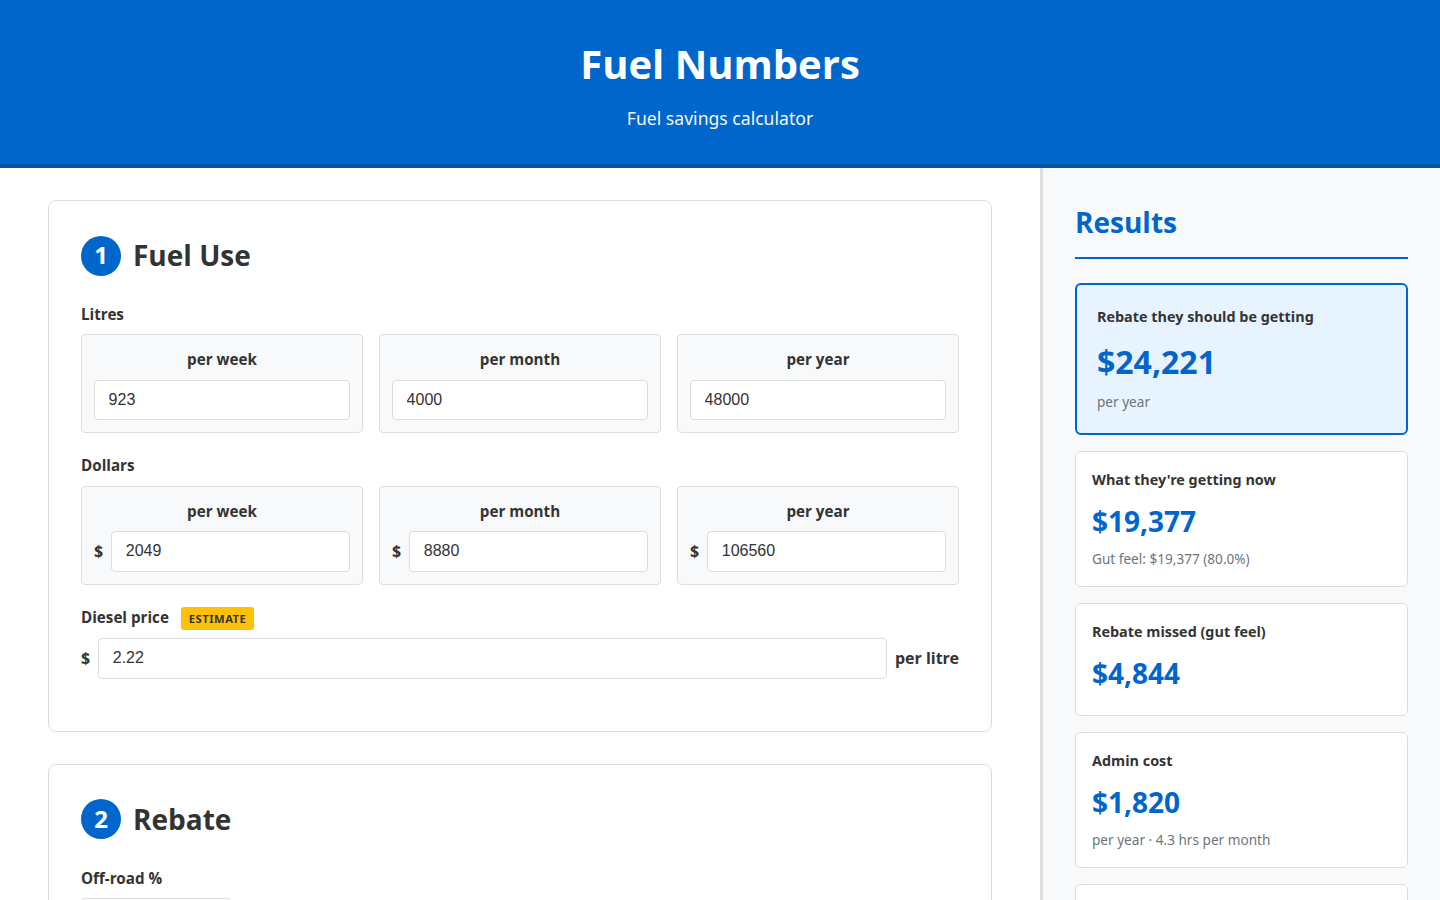 Fuel Numbers
Fuel savings calculator
1 Fuel Use
Litres
per week per month per year
923 4000 48000
Dollars
per week per month per year
$ 2049 $ 8880 $ 106560
Diesel price ESTIMATE
$ 2.22 per litre
2 Rebate
Off-road %
Results
Rebate they should be getting
$24,221
per year
What they're getting now
$19,377
Gut feel: $19,377 (80.0%)
Rebate missed (gut feel)
$4,844
Admin cost
$1,820
per year · 4.3 hrs per month